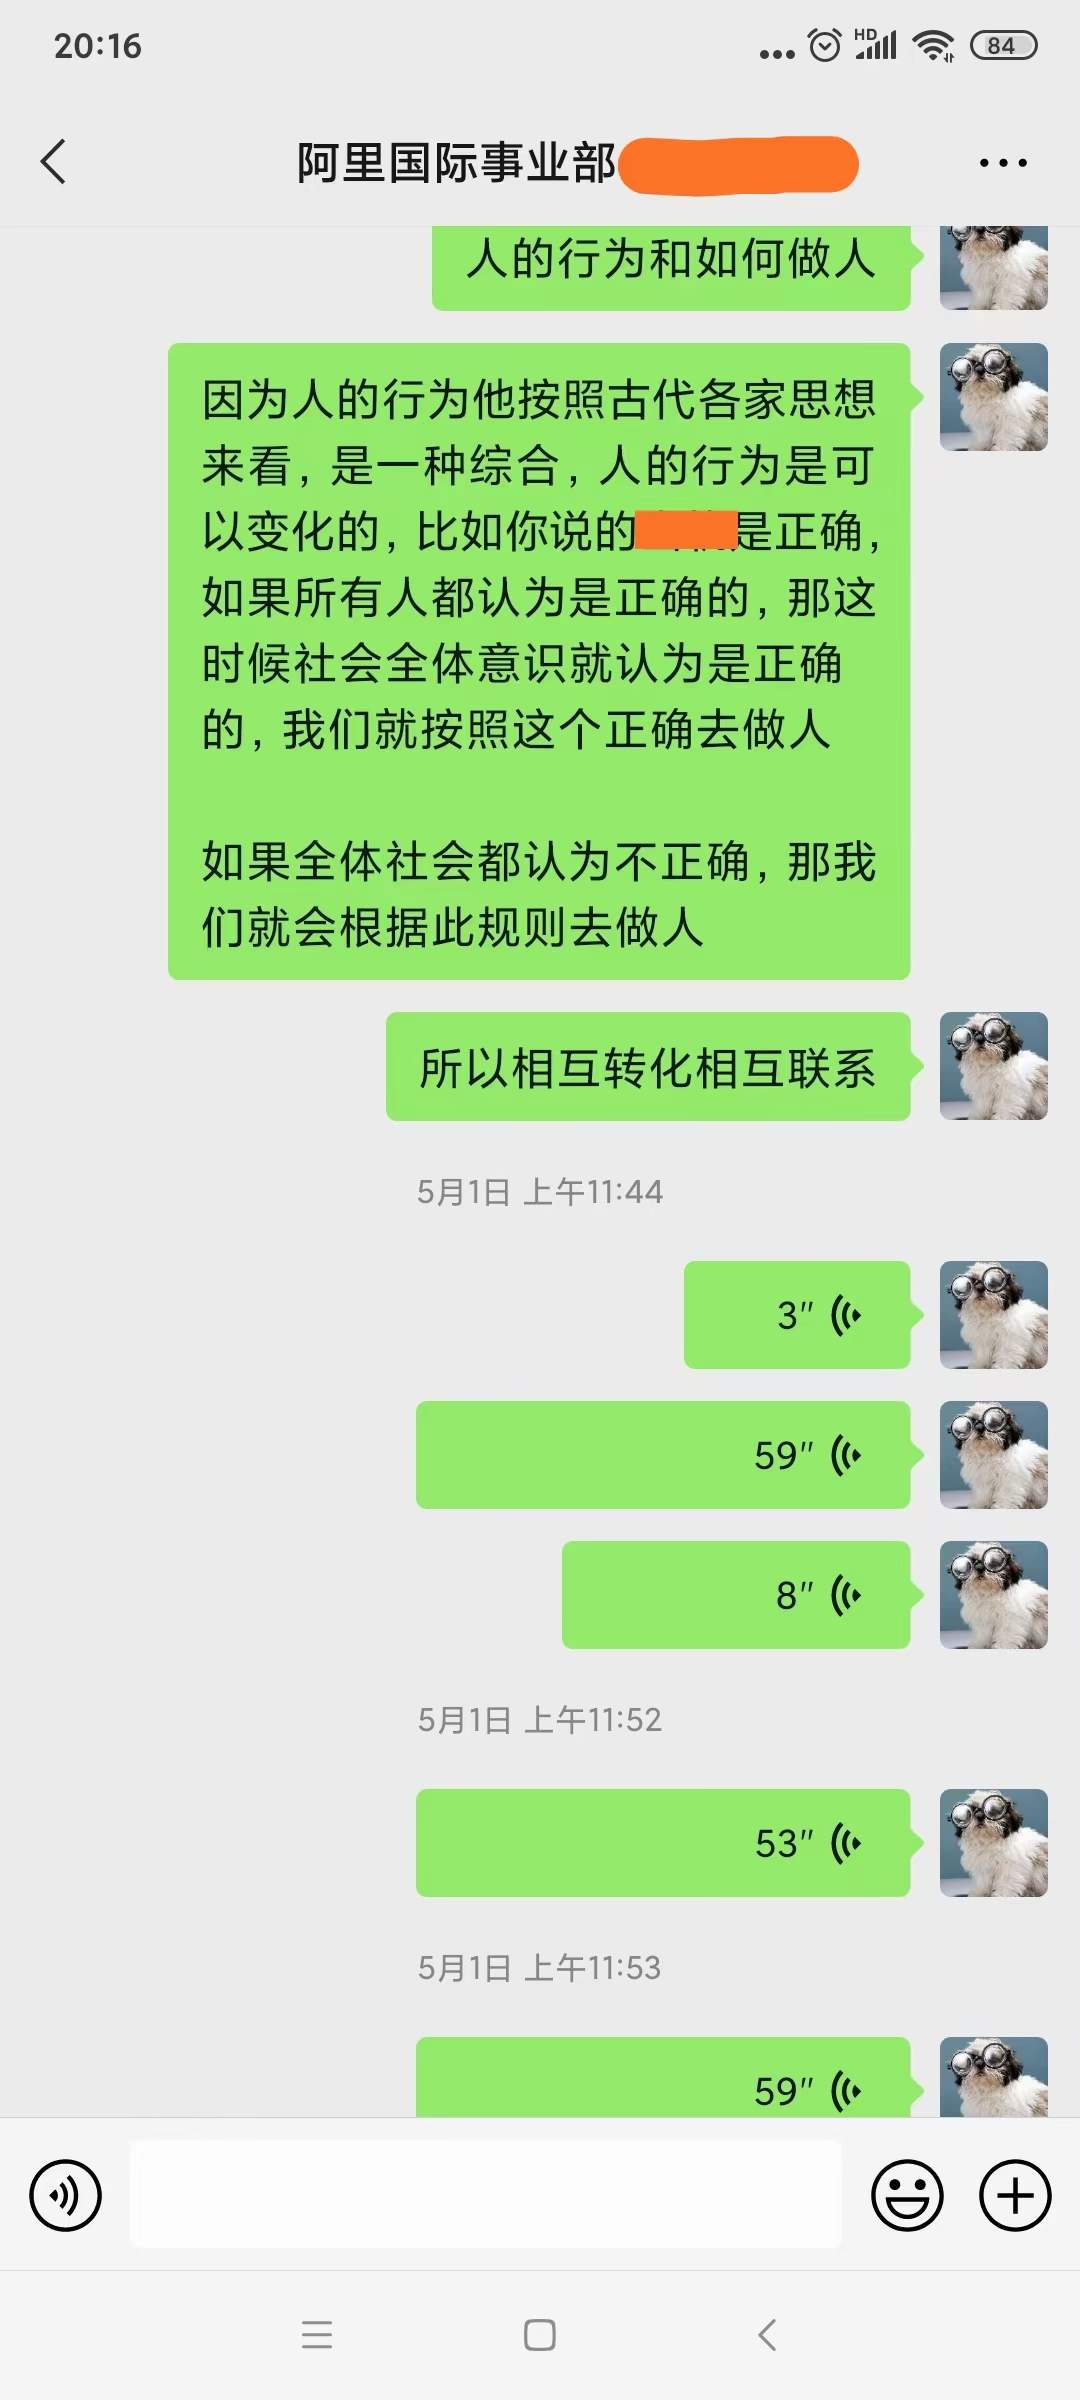 20:16
HD
84
阿里国际事业部
人的行为和如何做人
因为人的行为他按照古代各家思想
来看，是一种综合，人的行为是可
以变化的，比如你说的是正确，
如果所有人都认为是正确的，那这
时候社会全体意识就认为是正确
的，我们就按照这个正确去做人
如果全体社会都认为不正确，那我
们就会根据此规则去做人
所以相互转化相互联系
5月1日 上午11:44
3"
59"
8"
5月1日 上午11:52
53"
5月1日 上午11:53
59"